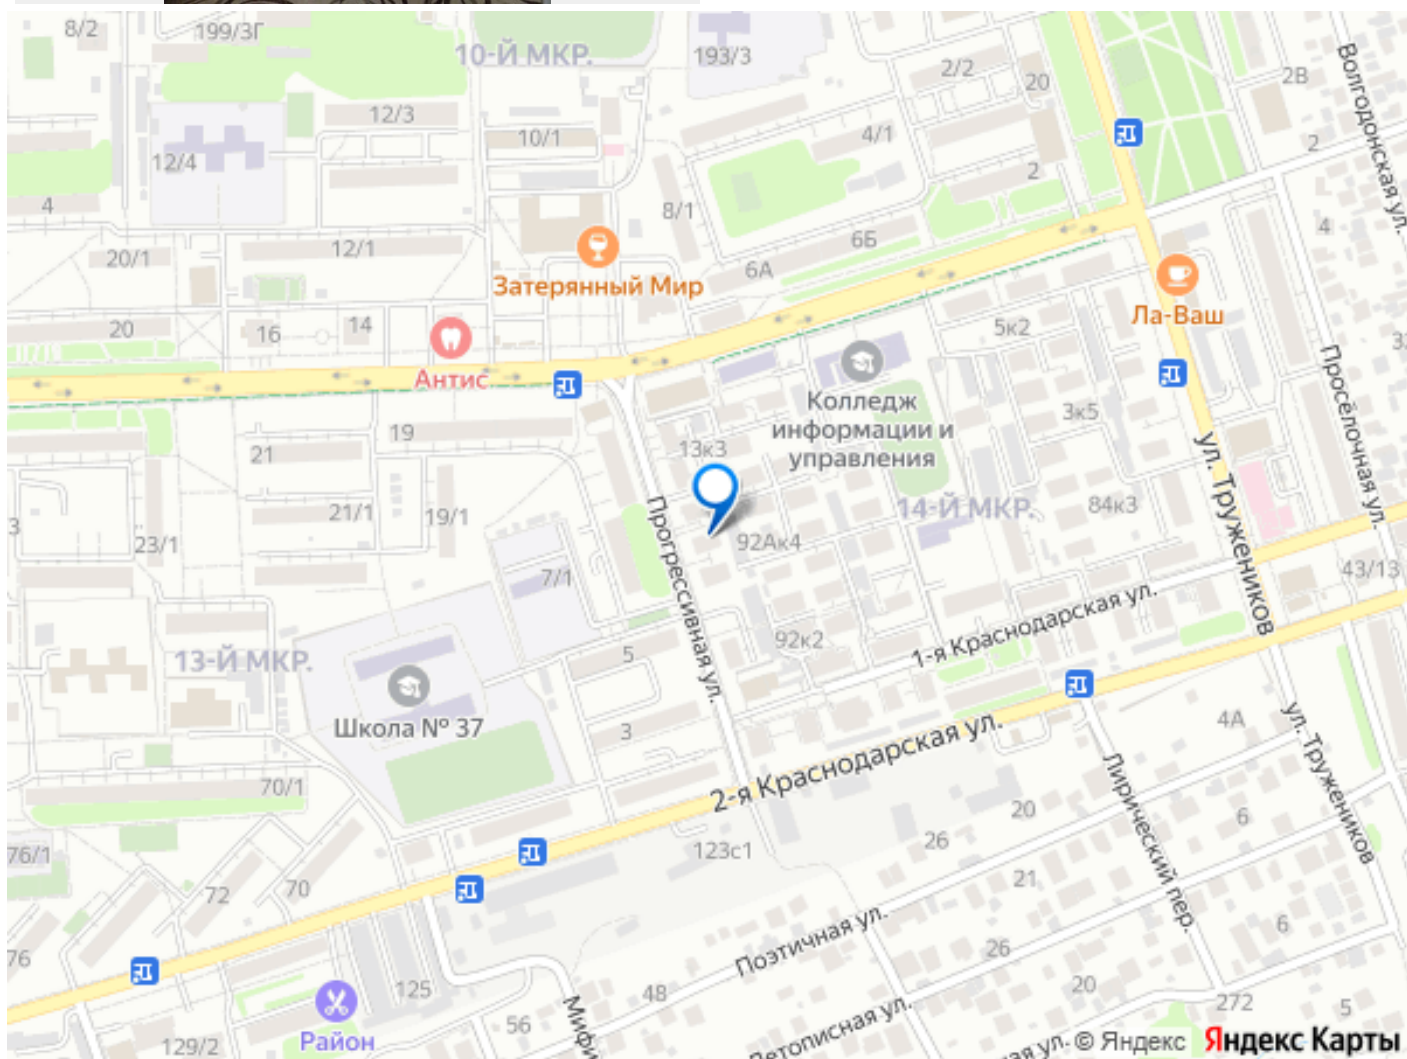 8/2
199/3Г
10-Й МКР.
193/3
2/2
20
2В
Волгодонская ул.
12/3
10/1
4/1
2
12/4
2
4
8/1
4
20/1
12/1
6Б
6А
Затерянный Мир
Ла-Ваш
20
16
14
5к2
Просёлочная ул.
Антис
Колледж
информации и
управления
3к5
19
13к3
21
ул. Тружеников
21/1
19/1
Прогрессивная ул.
14-Й МКР.
84к3
3
23/1
92Ак4
7/1
43/13
1-я Краснодарская ул.
92к2
13-Й МКР.
5
Школа № 37
3
2-я Краснодарская ул.
4А
ул. Тружеников
70/1
Лирический пер.
20
6
123с1
26
76/1
21
72
70
Поэтичная ул.
6
76
26
125
48
20
272
5
Район
56
129/2
Летописная ул.
© Яндекс Яндекс Карты